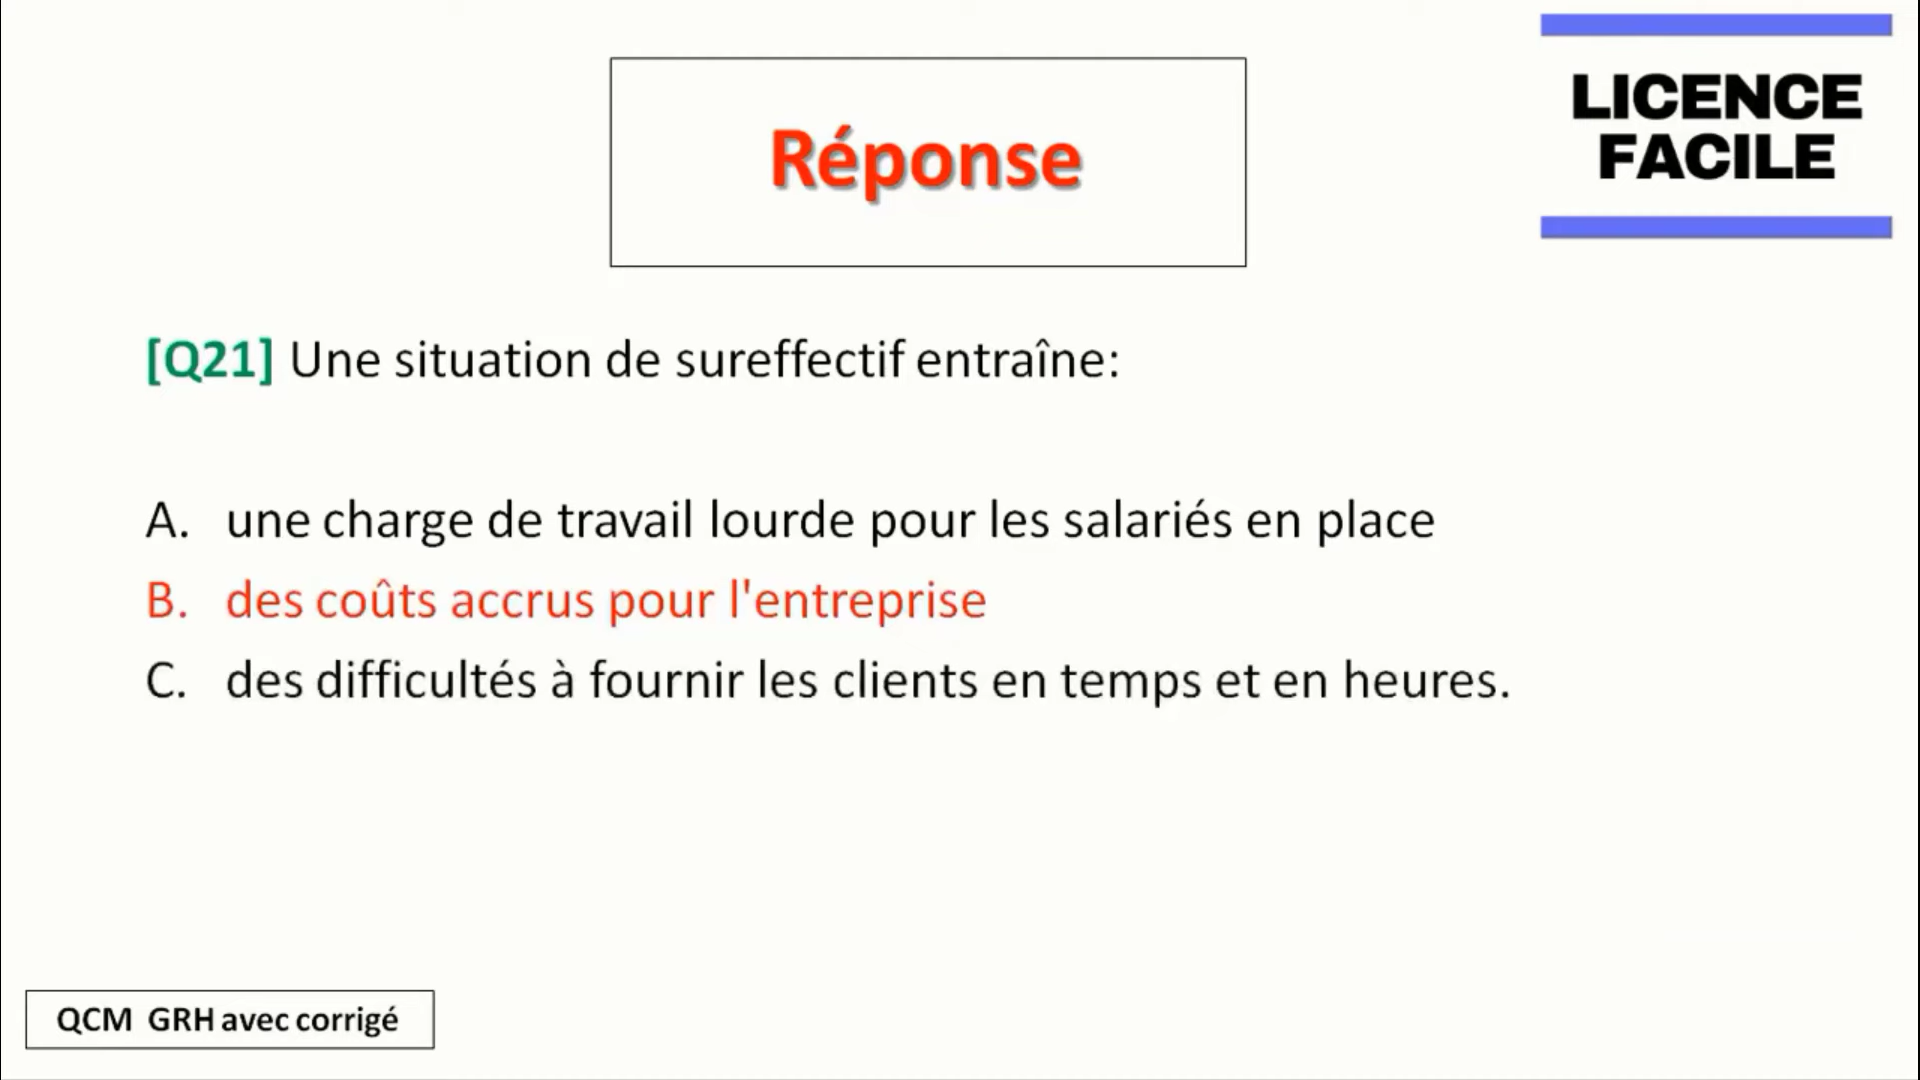 LICENCE
FACILE
Réponse
[Q21] Une situation de sureffectif entraîne:
A. une charge de travail lourde pour les salariés en place
B. des coûts accrus pour l'entreprise
C. des difficultés à fournir les clients en temps et en heures.
QCM GRH avec corrigé